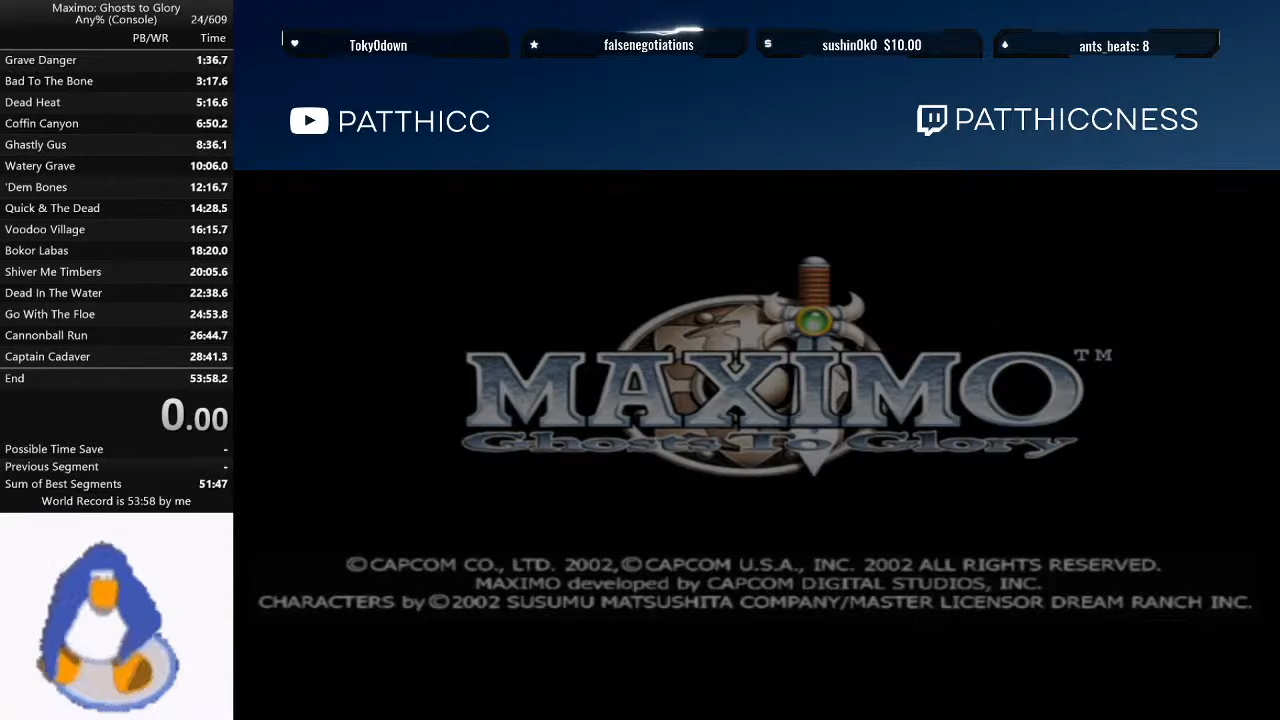 Maximo: Ghosts to Glory
Any% (Console) 24/609
PB/WR Time
Grave Danger 1:36.7
Bad To The Bone 3:17.6
Dead Heat 5:16.6
Coffin Canyon 6:50.2
Ghastly Gus 8:36.1
Watery Grave 10:06.0
'Dem Bones 12:16.7
Quick & The Dead 14:28.5
Voodoo Village 16:15.7
Bokor Labas 18:20.0
Shiver Me Timbers 20:05.6
Dead In The Water 22:38.6
Go With The Floe 24:53.8
Cannonball Run 26:44.7
Captain Cadaver 28:41.3
End 53:58.2
0.00
Possible Time Save -
Previous Segment -
Sum of Best Segments 51:47
World Record is 53:58 by me
Toky0down
falsenegotiations
sushin0k0 $10.00
ants_beats: 8
PATTHICC
PATTHICCNESS
MAXIMO™
Ghosts To Glory
©CAPCOM CO., LTD. 2002,©CAPCOM U.S.A., INC. 2002 ALL RIGHTS RESERVED.
MAXIMO developed by CAPCOM DIGITAL STUDIOS, INC.
CHARACTERS by©2002 SUSUMU MATSUSHITA COMPANY/MASTER LICENSOR DREAM RANCH INC.